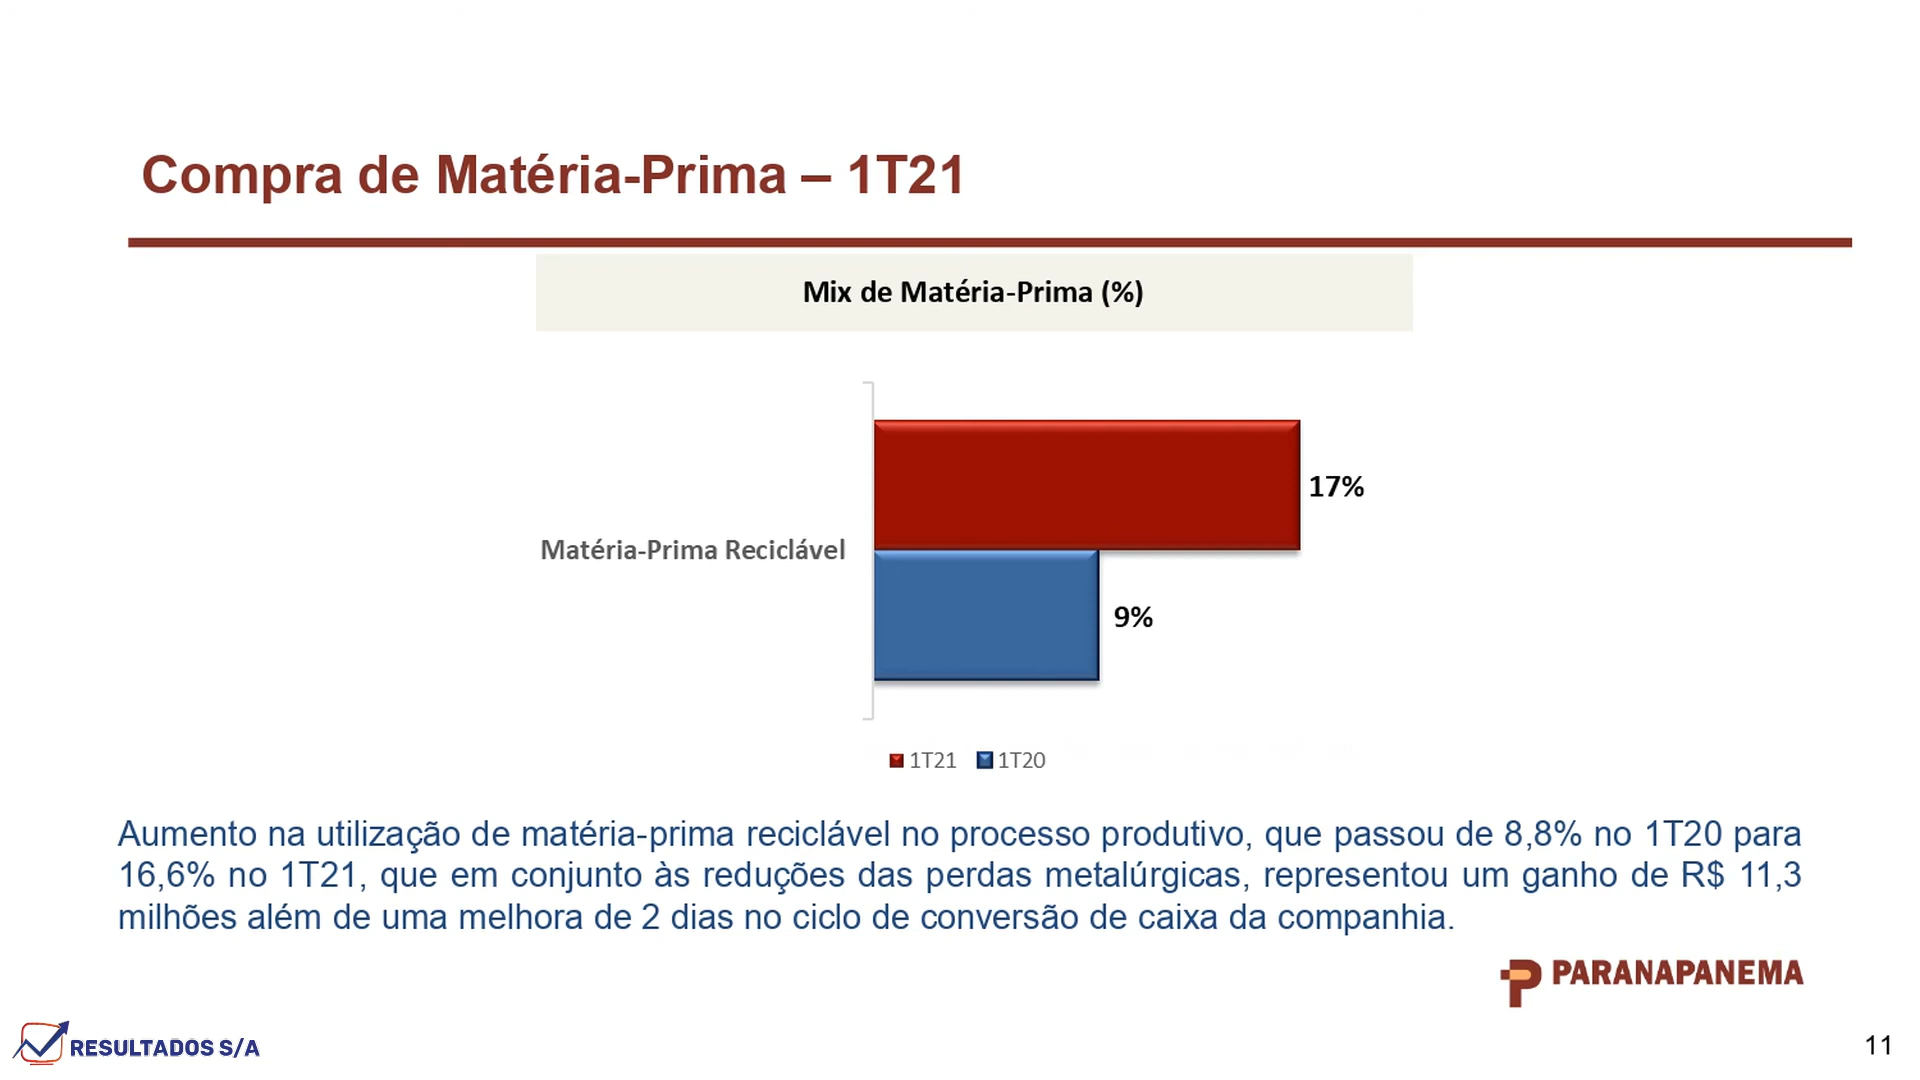 Compra de Matéria-Prima – 1T21
Mix de Matéria-Prima (%)
17%
Matéria-Prima Reciclável
9%
1T21 1T20
Aumento na utilização de matéria-prima reciclável no processo produtivo, que passou de 8,8% no 1T20 para
16,6% no 1T21, que em conjunto às reduções das perdas metalúrgicas, representou um ganho de R$ 11,3
milhões além de uma melhora de 2 dias no ciclo de conversão de caixa da companhia.
PARANAPANEMA
RESULTADOS S/A
11